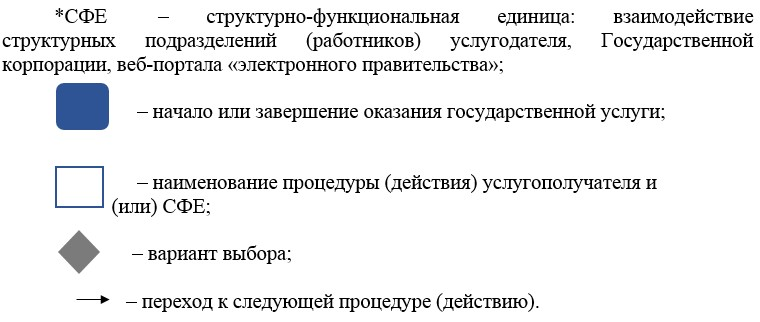 *СФЕ – структурно-функциональная единица: взаимодействие
структурных подразделений (работников) услугодателя, Государственной
корпорации, веб-портала «электронного правительства»;
– начало или завершение оказания государственной услуги;
– наименование процедуры (действия) услугополучателя и
(или) СФЕ;
– вариант выбора;
– переход к следующей процедуре (действию).